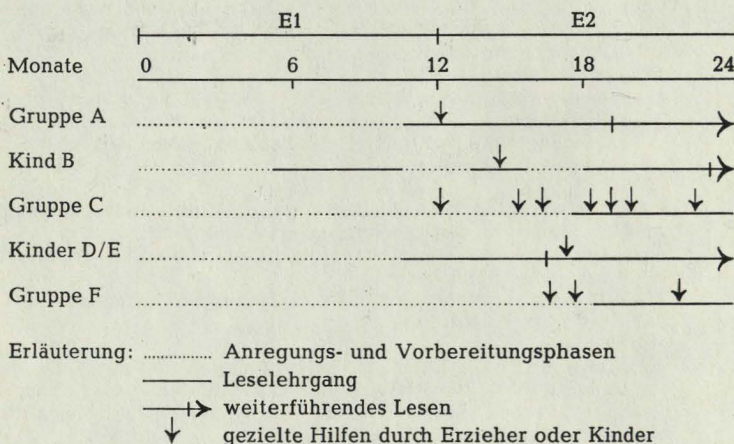 E1 E2
Monate 0 6 12 18 24
Gruppe A
Kind B
Gruppe C
Kinder D/E
Gruppe F
Erläuterung: Anregungs- und Vorbereitungsphasen
Leselehrgang
weiterführendes Lesen
gezielte Hilfen durch Erzieher oder Kinder